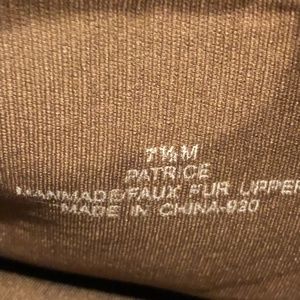 7½M
PATRICE
MANMADE/FAUX FUR UPPER
MADE IN CHINA-920